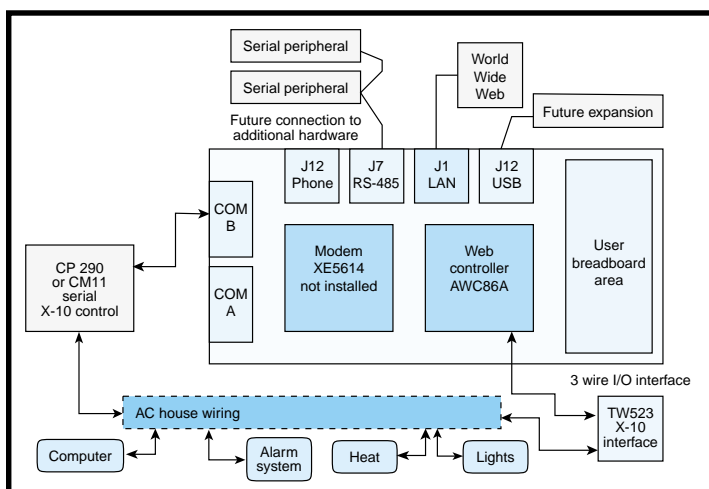 Serial peripheral
Serial peripheral
World
Wide
Web
Future expansion
Future connection to
additional hardware
J12
Phone
J7
RS-485
J1
LAN
J12
USB
COM
B
COM
A
Modem
XE5614
not installed
Web
controller
AWC86A
User
breadboard
area
CP 290
or CM11
serial
X-10 control
3 wire I/O interface
AC house wiring
TW523
X-10
interface
Computer
Alarm
system
Heat
Lights